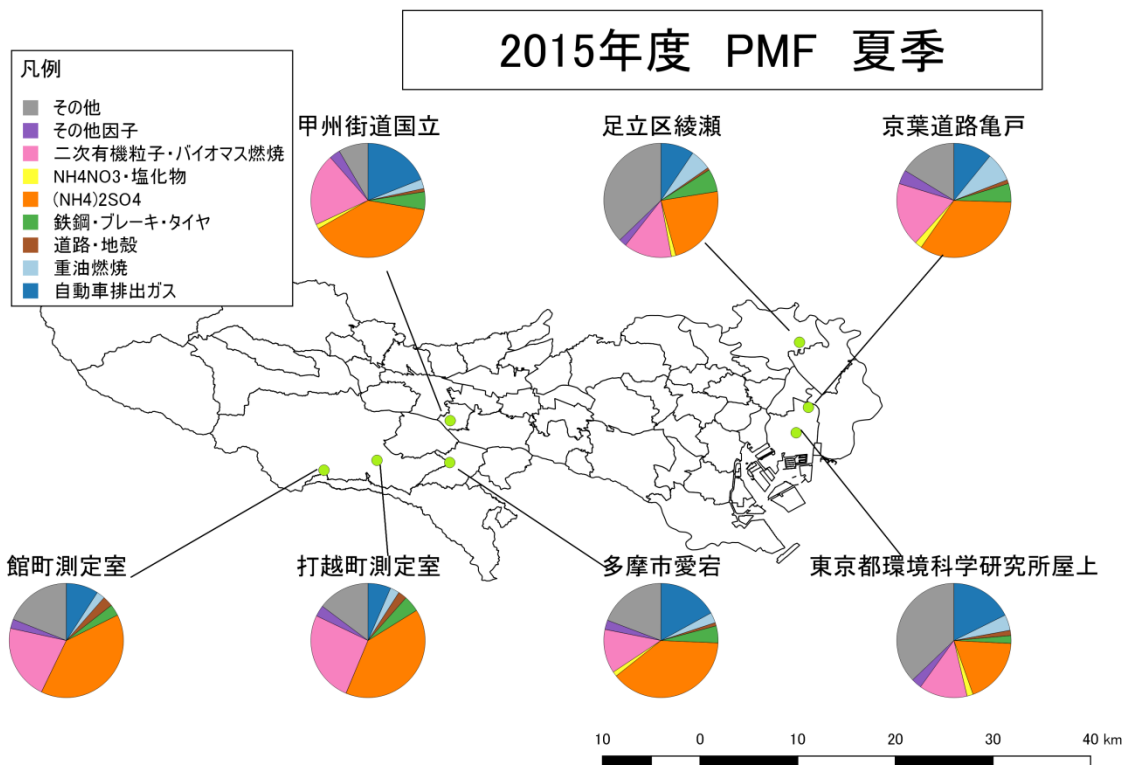 2015年度 PMF 夏季
凡例
その他
その他因子
二次有機粒子・バイオマス燃焼
NH4NO3・塩化物
(NH4)2SO4
鉄鋼・ブレーキ・タイヤ
道路・地殻
重油燃焼
自動車排出ガス
甲州街道国立
足立区綾瀬
京葉道路亀戸
館町測定室
打越町測定室
多摩市愛宕
東京都環境科学研究所屋上
10 0 10 20 30 40 km